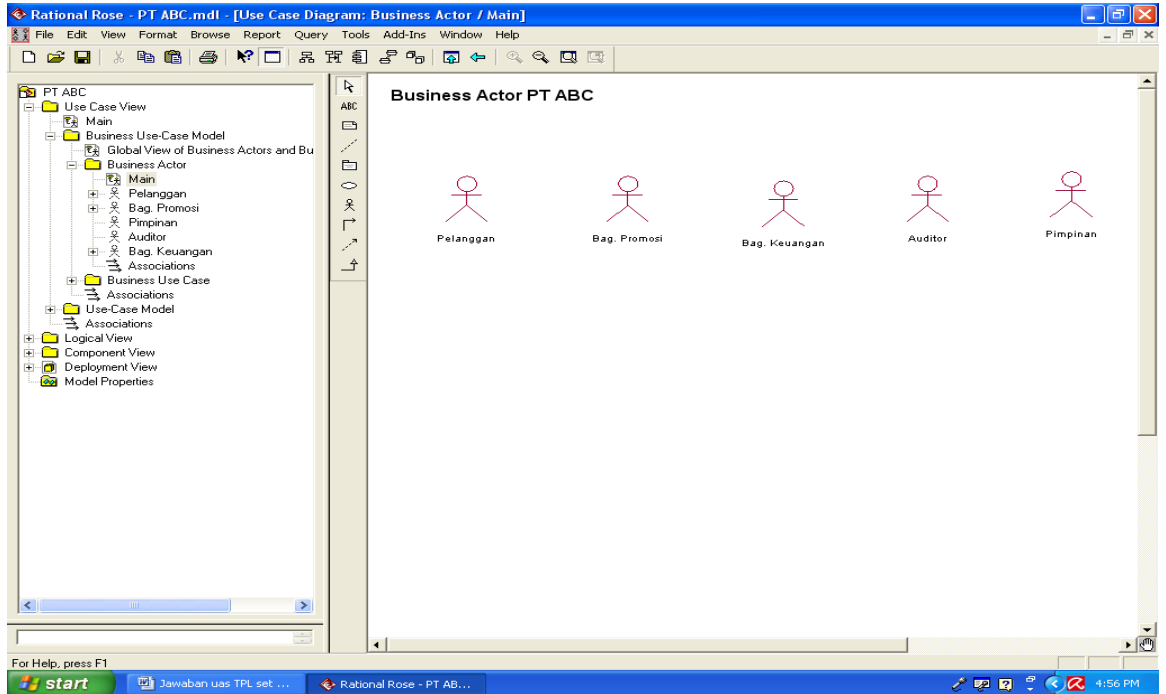 Rational Rose - PT ABC.mdl - [Use Case Diagram: Business Actor / Main]
File Edit View Format Browse Report Query Tools Add-Ins Window Help
PT ABC
Use Case View
Main
Business Use-Case Model
Global View of Business Actors and Bu
Business Actor
Main
Pelanggan
Bag. Promosi
Pimpinan
Auditor
Bag. Keuangan
Associations
Business Use Case
Associations
Use-Case Model
Associations
Logical View
Component View
Deployment View
Model Properties
ABC
Business Actor PT ABC
Pelanggan
Bag. Promosi
Bag. Keuangan
Auditor
Pimpinan
For Help, press F1
start
Jawaban uas TPL set ...
Rational Rose - PT AB...
4:56 PM